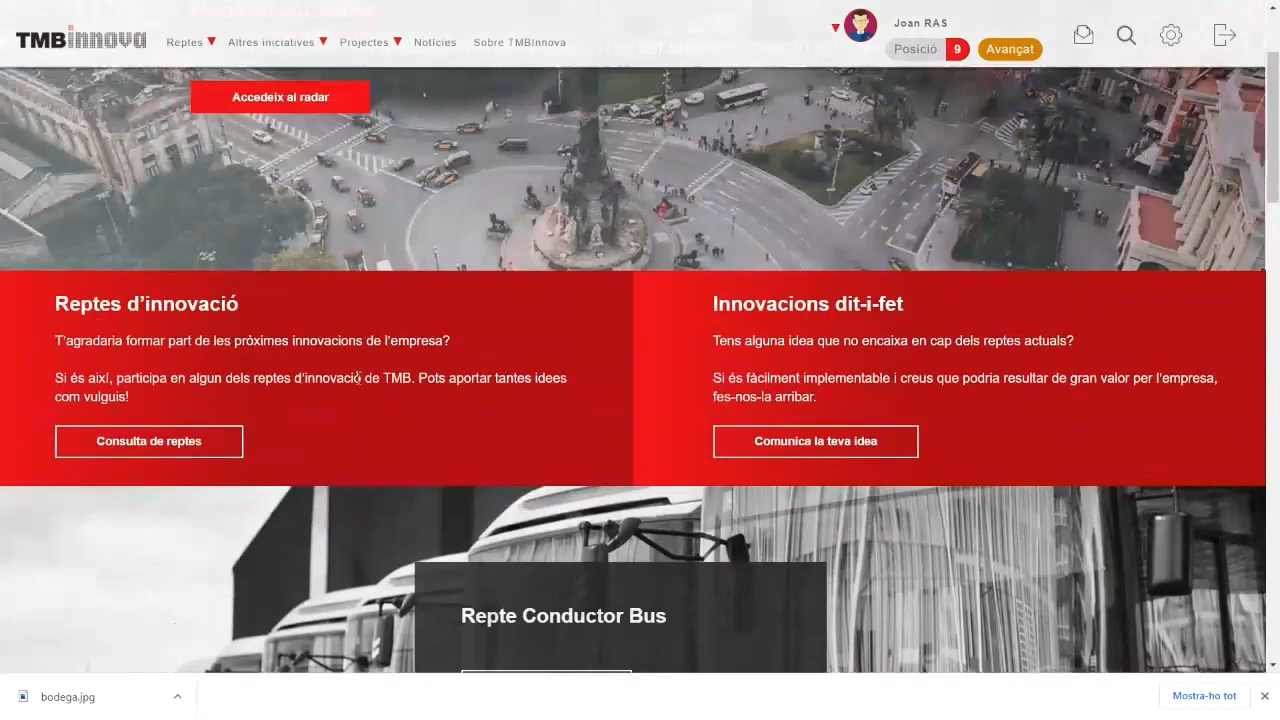 TMBinnova
Reptes Altres iniciatives Projectes Notícies Sobre TMBInnova
Joan RAS
Posició 9 Avançat
Accedeix al radar
Reptes d'innovació
T'agradaria formar part de les pròximes innovacions de l'empresa?
Si és així, participa en algun dels reptes d'innovació de TMB. Pots aportar tantes idees
com vulguis!
Consulta de reptes
Innovacions dit-i-fet
Tens alguna idea que no encaixa en cap dels reptes actuals?
Si és fàcilment implementable i creus que podria resultar de gran valor per l'empresa,
fes-nos-la arribar.
Comunica la teva idea
Repte Conductor Bus
bodega.jpg
Mostra-ho tot